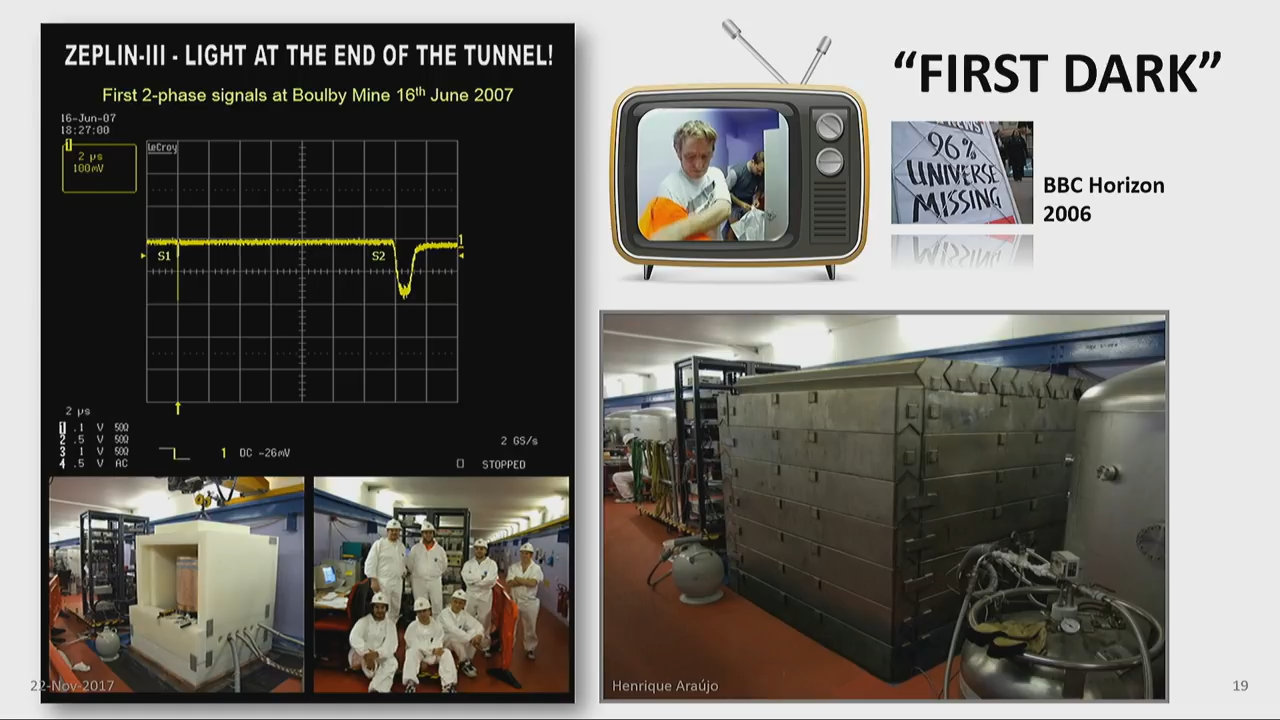 ZEPLIN-III - LIGHT AT THE END OF THE TUNNEL!
First 2-phase signals at Boulby Mine 16th June 2007
16-Jun-07
18:27:00
1
2 µs
100mV
LeCroy
1
S1
S2
2 µs
1 .1 V 50Ω
2 .5 V 50Ω
3 1 V 50Ω
4 .5 V AC
1 DC -26mV
2 GS/s
STOPPED
22-Nov-2017
“FIRST DARK”
96%
UNIVERSE
MISSING
BBC Horizon
2006
Henrique Araújo
19